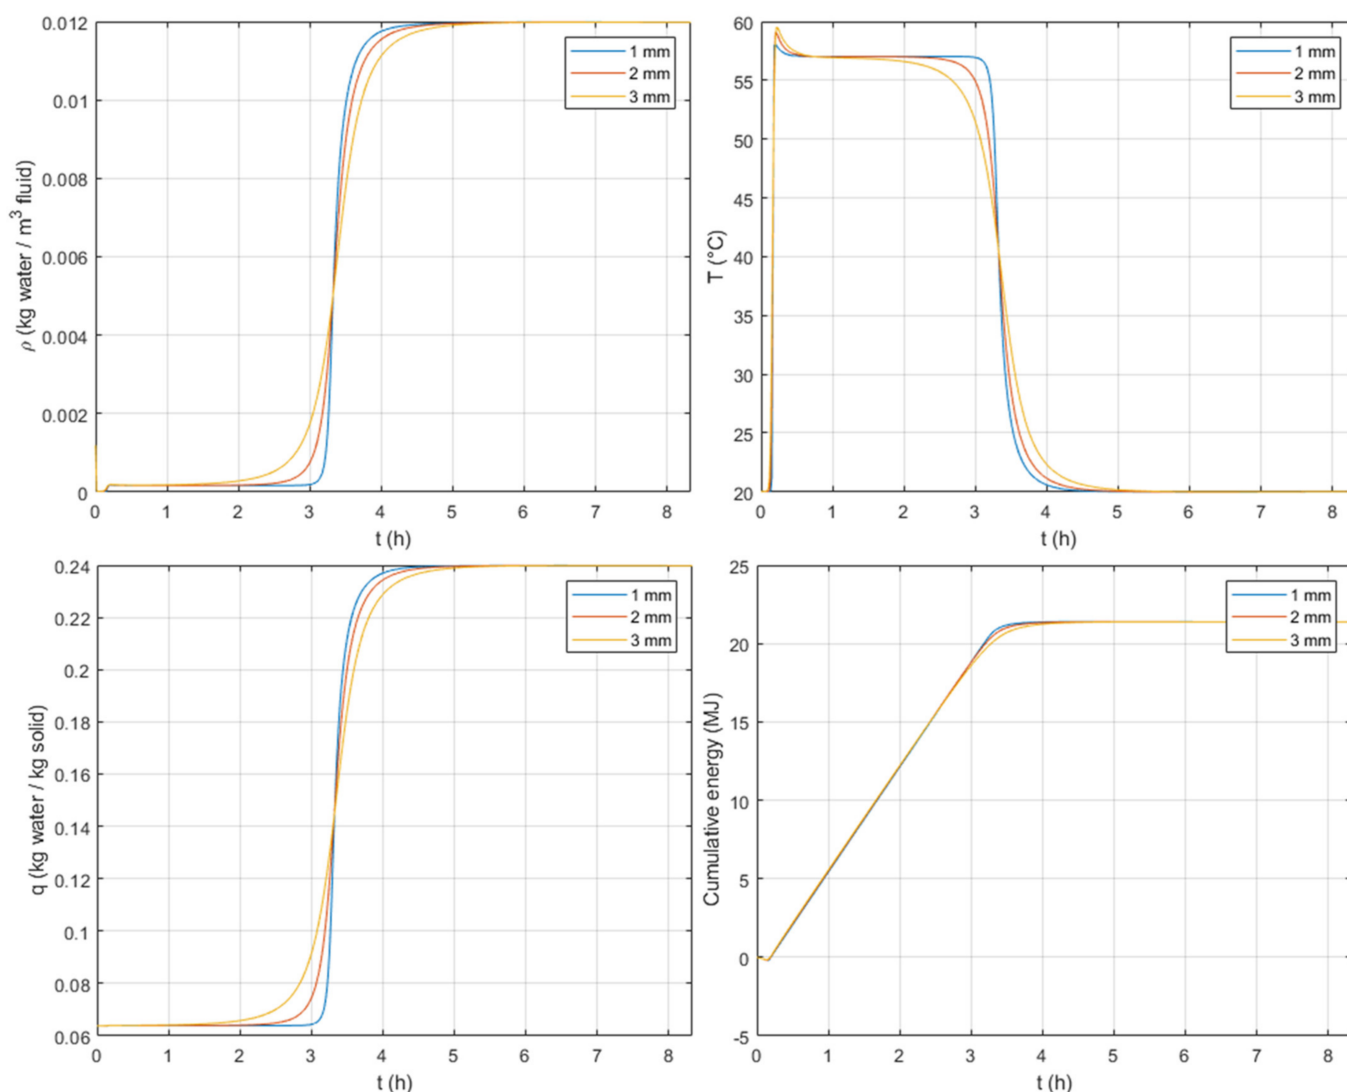 ρ (kg water / m³ fluid)
0.012
0.01
0.008
0.006
0.004
0.002
0
0 1 2 3 4 5 6 7 8
t (h)
1 mm
2 mm
3 mm
T (°C)
60
55
50
45
40
35
30
25
20
0 1 2 3 4 5 6 7 8
t (h)
1 mm
2 mm
3 mm
q (kg water / kg solid)
0.24
0.22
0.2
0.18
0.16
0.14
0.12
0.1
0.08
0.06
0 1 2 3 4 5 6 7 8
t (h)
1 mm
2 mm
3 mm
Cumulative energy (MJ)
25
20
15
10
5
0
-5
0 1 2 3 4 5 6 7 8
t (h)
1 mm
2 mm
3 mm